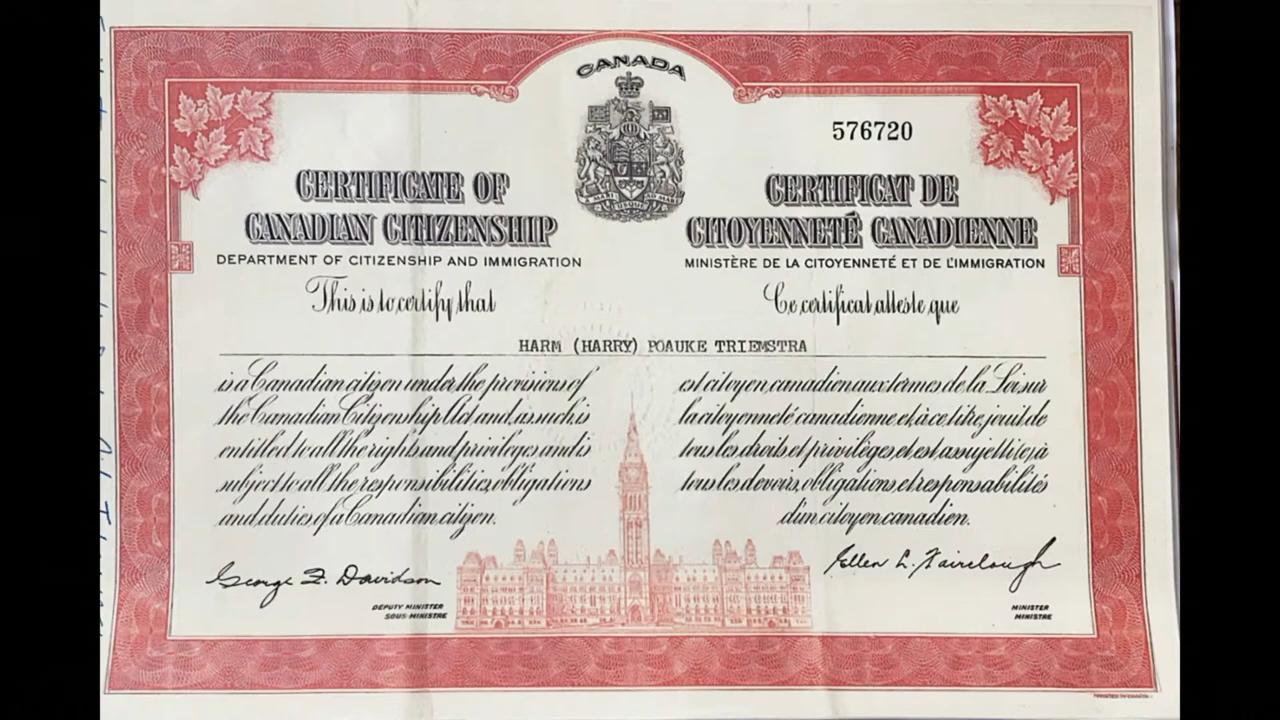 CANADA
576720
CERTIFICATE OF
CANADIAN CITIZENSHIP
DEPARTMENT OF CITIZENSHIP AND IMMIGRATION
This is to certify that
CERTIFICAT DE
CITOYENNETÉ CANADIENNE
MINISTÈRE DE LA CITOYENNETÉ ET DE L'IMMIGRATION
Ce certificat atteste que
HARM (HARRY) POAUKE TRIEMSTRA
is a Canadian citizen under the provisions of
the Canadian Citizenship Act and, as such, is
entitled to all the rights and privileges and is
subject to all the responsibilities, obligations
and duties of a Canadian citizen.
est citoyen canadien aux termes de la Loi sur
la citoyenneté canadienne et, à ce titre, jouit de
tous les droits et privilèges et est assujetti(e) à
tous les devoirs, obligations, et responsabilités
d'un citoyen canadien.
George F. Davidson
DEPUTY MINISTER
SOUS-MINISTRE
Ellen L. Fairclough
MINISTER
MINISTRE